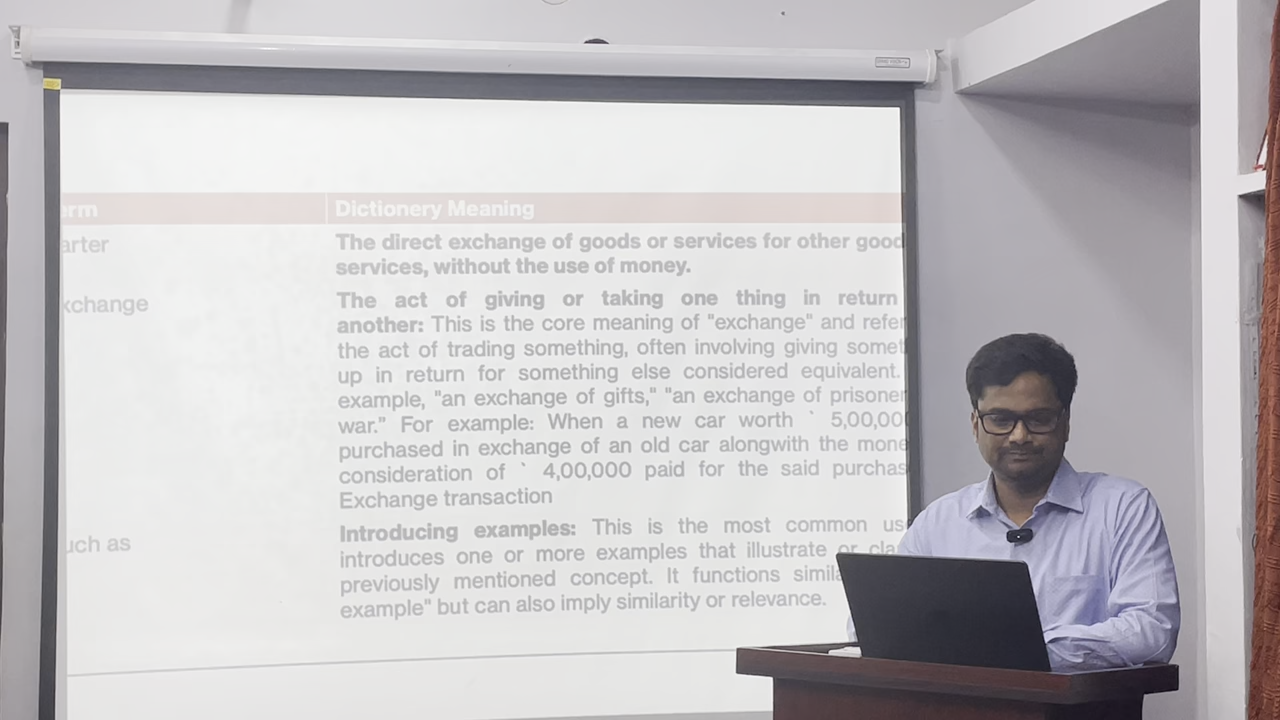 erm Dictionery Meaning
arter The direct exchange of goods or services for other good
services, without the use of money.
xchange The act of giving or taking one thing in return
another: This is the core meaning of "exchange" and refer
the act of trading something, often involving giving somet
up in return for something else considered equivalent.
example, "an exchange of gifts," "an exchange of prisoner
war." For example: When a new car worth ` 5,00,000
purchased in exchange of an old car alongwith the mone
consideration of ` 4,00,000 paid for the said purchas
Exchange transaction
uch as Introducing examples: This is the most common us
introduces one or more examples that illustrate or cla
previously mentioned concept. It functions simila
example" but can also imply similarity or relevance.